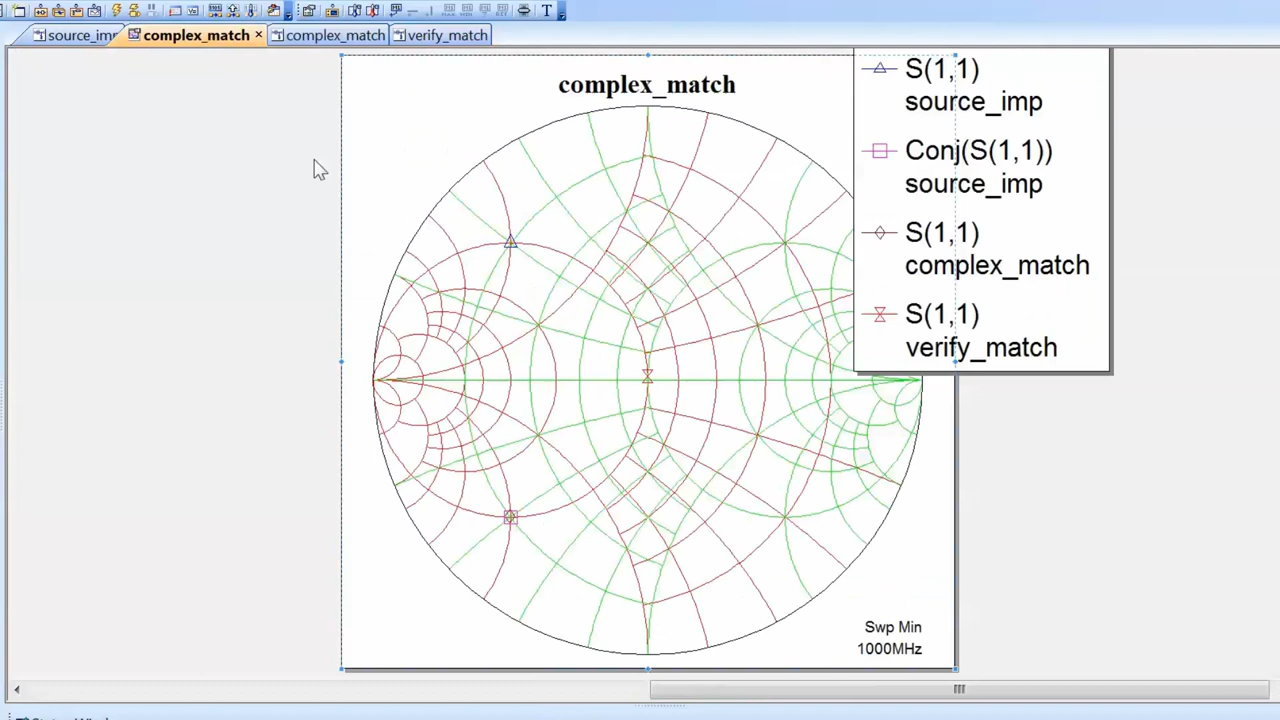 source_imp
complex_match
complex_match
verify_match
complex_match
S(1,1)
source_imp
Conj(S(1,1))
source_imp
S(1,1)
complex_match
S(1,1)
verify_match
Swp Min
1000MHz